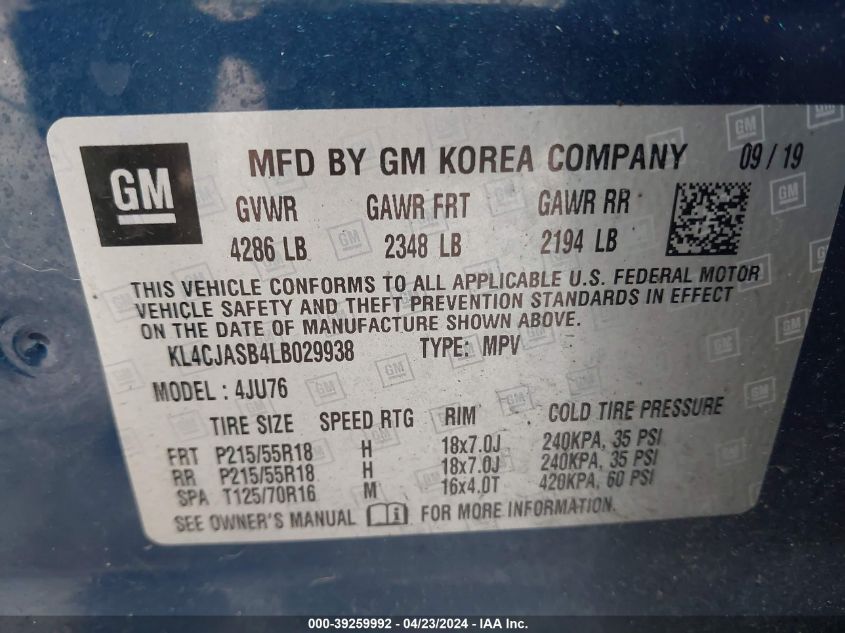 GM
MFD BY GM KOREA COMPANY 09 / 19
GVWR GAWR FRT GAWR RR
4286 LB 2348 LB 2194 LB
THIS VEHICLE CONFORMS TO ALL APPLICABLE U.S. FEDERAL MOTOR
VEHICLE SAFETY AND THEFT PREVENTION STANDARDS IN EFFECT
ON THE DATE OF MANUFACTURE SHOWN ABOVE.
KL4CJASB4LB029938 TYPE: MPV
MODEL : 4JU76
TIRE SIZE SPEED RTG RIM COLD TIRE PRESSURE
FRT P215/55R18 H 18x7.0J 240KPA, 35 PSI
RR P215/55R18 H 18x7.0J 240KPA, 35 PSI
SPA T125/70R16 M 16x4.0T 420KPA, 60 PSI
SEE OWNER'S MANUAL i FOR MORE INFORMATION.
000-39259992 - 04/23/2024 - IAA Inc.